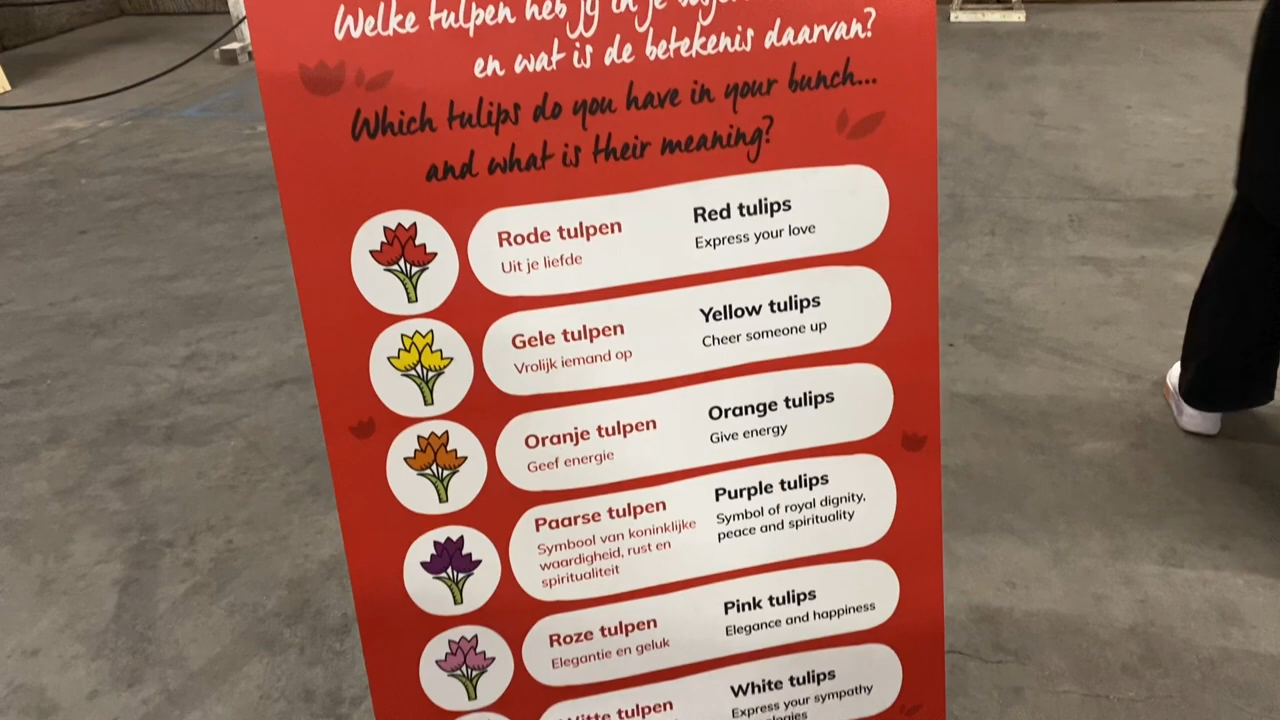 Welke tulpen heb jij in je
en wat is de betekenis daarvan?
Which tulips do you have in your bunch...
and what is their meaning?
Rode tulpen
Uit je liefde
Red tulips
Express your love
Gele tulpen
Vrolijk iemand op
Yellow tulips
Cheer someone up
Oranje tulpen
Geef energie
Orange tulips
Give energy
Paarse tulpen
Symbool van koninklijke
waardigheid, rust en
spiritualiteit
Purple tulips
Symbol of royal dignity,
peace and spirituality
Roze tulpen
Elegantie en geluk
Pink tulips
Elegance and happiness
Witte tulpen
White tulips
Express your sympathy